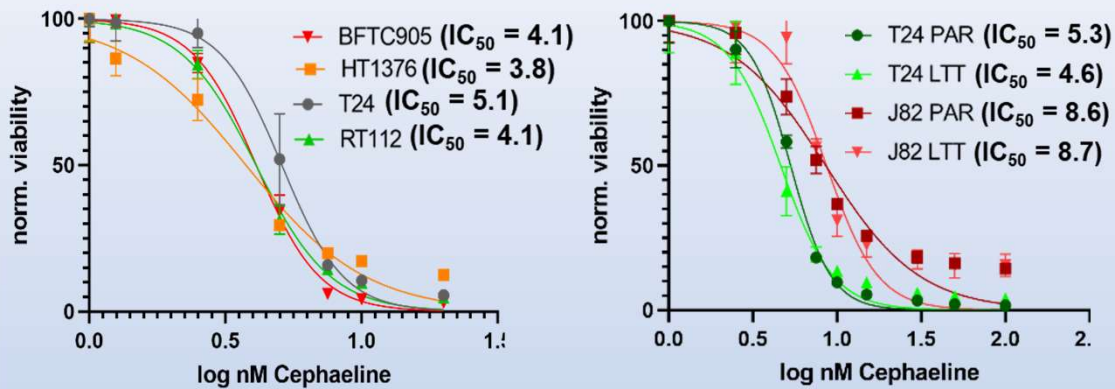 100
50
0
norm. viability
BFTC905 (IC₅₀ = 4.1)
HT1376 (IC₅₀ = 3.8)
T24 (IC₅₀ = 5.1)
RT112 (IC₅₀ = 4.1)
0.0 0.5 1.0
log nM Cephaeline
100
50
0
norm. viability
T24 PAR (IC₅₀ = 5.3)
T24 LTT (IC₅₀ = 4.6)
J82 PAR (IC₅₀ = 8.6)
J82 LTT (IC₅₀ = 8.7)
0.0 0.5 1.0 1.5 2.0 2.
log nM Cephaeline